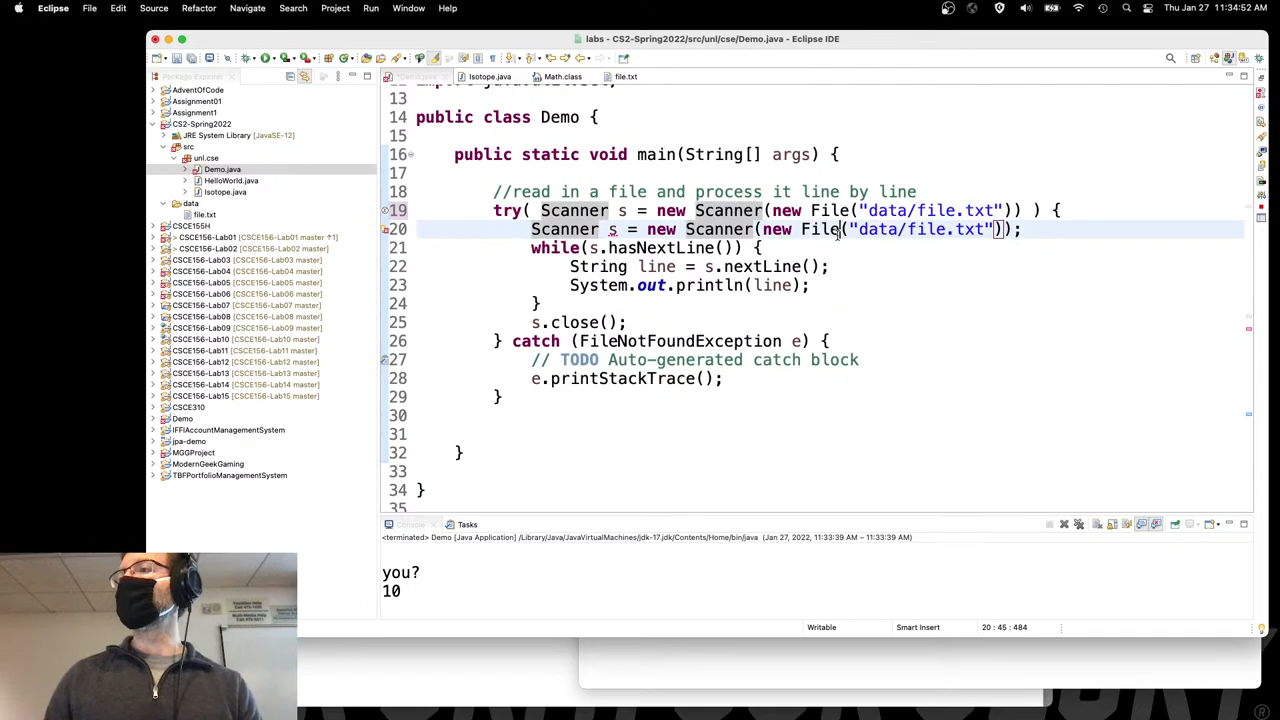 Eclipse File Edit Source Refactor Navigate Search Project Run Window Help Thu Jan 27 11:34:52 AM
labs - CS2-Spring2022/src/unl/cse/Demo.java - Eclipse IDE
Package Explorer
*Demo.java Isotope.java Math.class file.txt
AdventOfCode
Assignment01
Assignment1
CS2-Spring2022
JRE System Library [JavaSE-12]
src
unl.cse
Demo.java
HelloWorld.java
Isotope.java
data
file.txt
CSCE155H
> CSCE156-Lab01 [CSCE156-Lab01 master ↑1]
> CSCE156-Lab02 [CSCE156-Lab02 master]
CSCE156-Lab03 [CSCE156-Lab03 master]
CSCE156-Lab04 [CSCE156-Lab04 master]
CSCE156-Lab05 [CSCE156-Lab05 master]
CSCE156-Lab06 [CSCE156-Lab06 master]
CSCE156-Lab07 [CSCE156-Lab07 master]
CSCE156-Lab08 [CSCE156-Lab08 master]
CSCE156-Lab09 [CSCE156-Lab09 master]
CSCE156-Lab10 [CSCE156-Lab10 master]
CSCE156-Lab11 [CSCE156-Lab11 master]
CSCE156-Lab12 [CSCE156-Lab12 master]
CSCE156-Lab13 [CSCE156-Lab13 master]
CSCE156-Lab14 [CSCE156-Lab14 master]
CSCE156-Lab15 [CSCE156-Lab15 master]
CSCE310
Demo
IFFIAccountManagementSystem
jpa-demo
MGGProject
ModernGeekGaming
TBFPortfolioManagementSystem
13
14 public class Demo {
15
16 public static void main(String[] args) {
17
18 //read in a file and process it line by line
19 try( Scanner s = new Scanner(new File("data/file.txt")) ) {
20 Scanner s = new Scanner(new File("data/file.txt"));
21 while(s.hasNextLine()) {
22 String line = s.nextLine();
23 System.out.println(line);
24 }
25 s.close();
26 } catch (FileNotFoundException e) {
27 // TODO Auto-generated catch block
28 e.printStackTrace();
29 }
30
31
32 }
33
34 }
35
Console Tasks
<terminated> Demo [Java Application] /Library/Java/JavaVirtualMachines/jdk-17.jdk/Contents/Home/bin/java (Jan 27, 2022, 11:33:39 AM – 11:33:39 AM)
you?
10
Writable Smart Insert 20 : 45 : 484